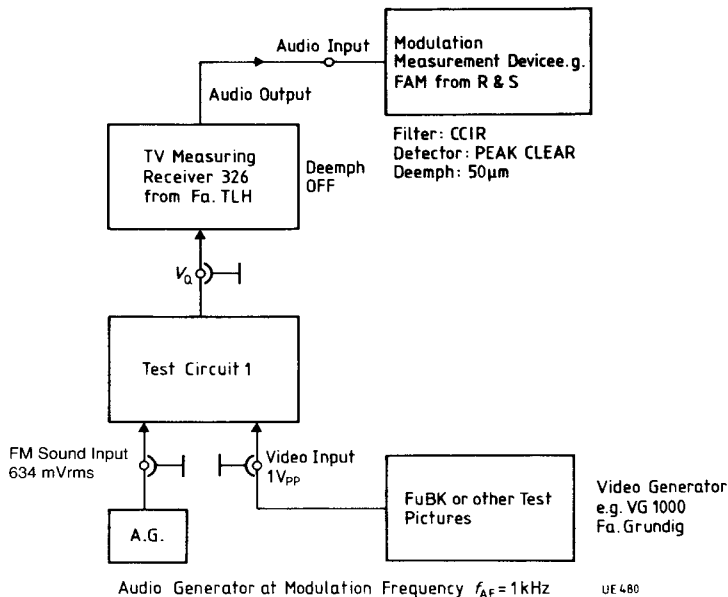 Audio Input
Modulation
Measurement Devicee.g.
FAM from R & S
Audio Output
Filter: CCIR
Detector: PEAK CLEAR
Deemph: 50µm
TV Measuring
Receiver 326
from Fa. TLH
Deemph
OFF
VQ
Test Circuit 1
FM Sound Input
634 mVrms
Video Input
1VPP
A.G.
FuBK or other Test
Pictures
Video Generator
e.g. VG 1000
Fa. Grundig
Audio Generator at Modulation Frequency fAF = 1kHz
UE 480